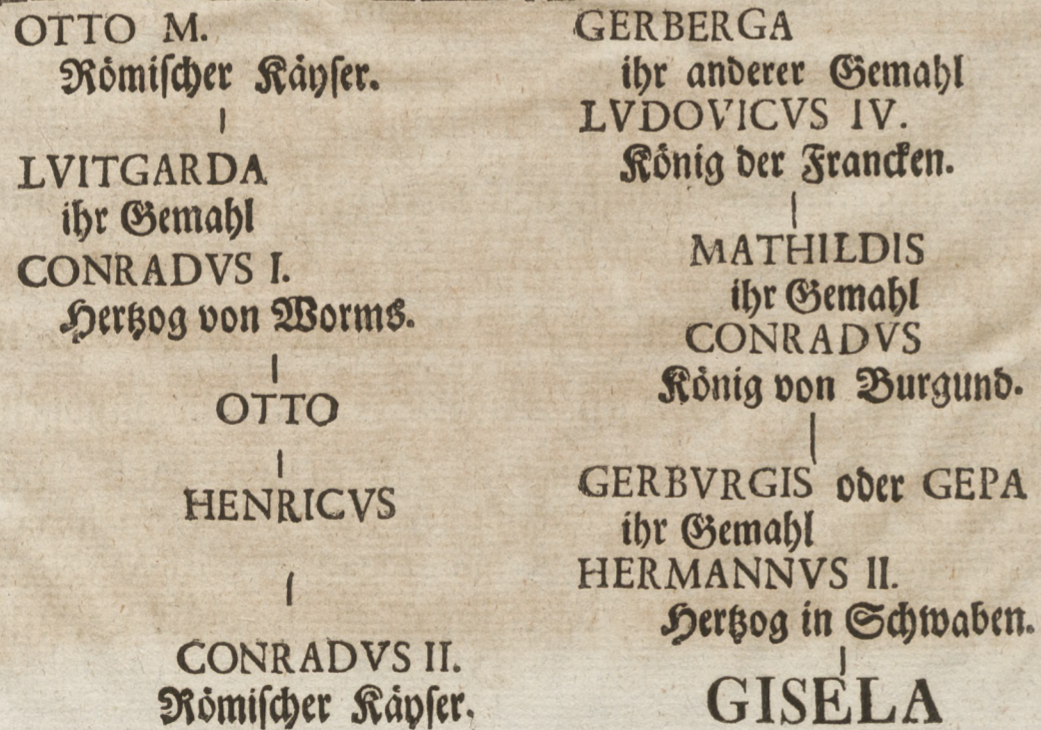 OTTO M.
Römiſcher Käyſer.
LVITGARDA
ihr Gemahl
CONRADVS I.
Hertzog von Worms.
OTTO
HENRICVS
CONRADVS II.
Römiſcher Käyſer.
GERBERGA
ihr anderer Gemahl
LVDOVICVS IV.
König der Francken.
MATHILDIS
ihr Gemahl
CONRADVS
König von Burgund.
GERBVRGIS oder GEPA
ihr Gemahl
HERMANNVS II.
Hertzog in Schwaben.
GISELA